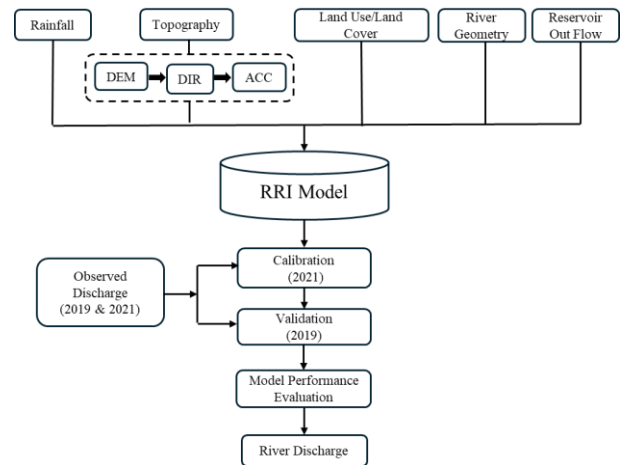 Rainfall
Topography
Land Use/Land
Cover
River
Geometry
Reservoir
Out Flow
DEM
DIR
ACC
RRI Model
Calibration
(2021)
Observed
Discharge
(2019 & 2021)
Validation
(2019)
Model Performance
Evaluation
River Discharge